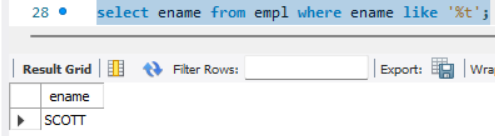 28 select ename from empl where ename like '%t';
Result Grid Filter Rows: Export: Wra
ename
SCOTT